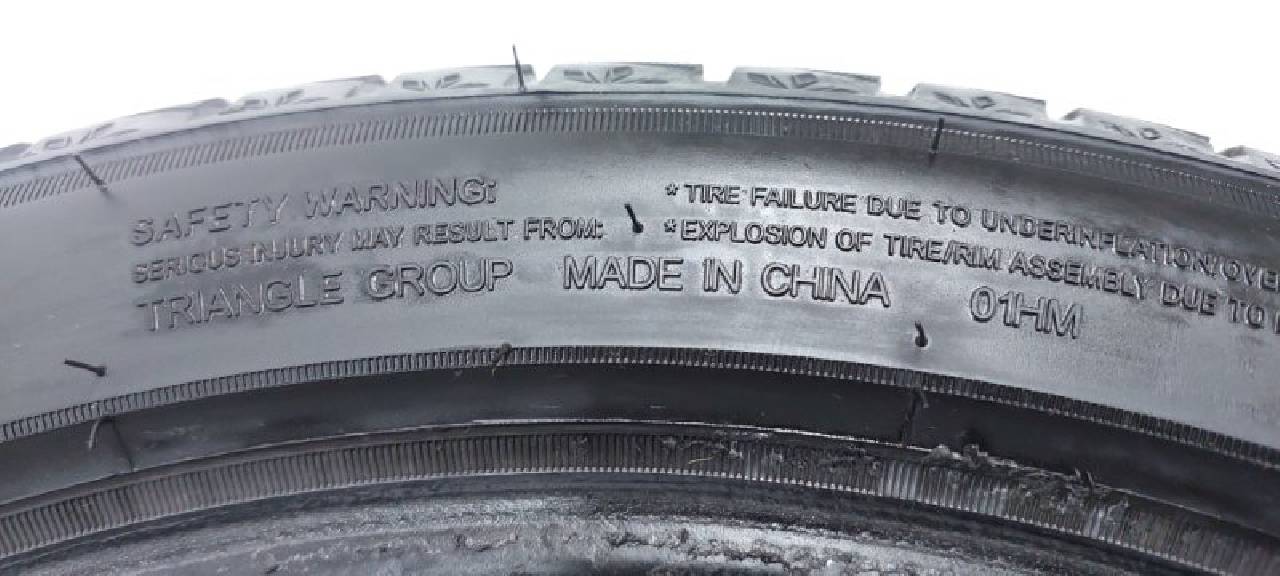 SAFETY WARNING:
SERIOUS INJURY MAY RESULT FROM:
* TIRE FAILURE DUE TO UNDERINFLATION/OVE
* EXPLOSION OF TIRE/RIM ASSEMBLY DUE TO
TRIANGLE GROUP MADE IN CHINA 01HM